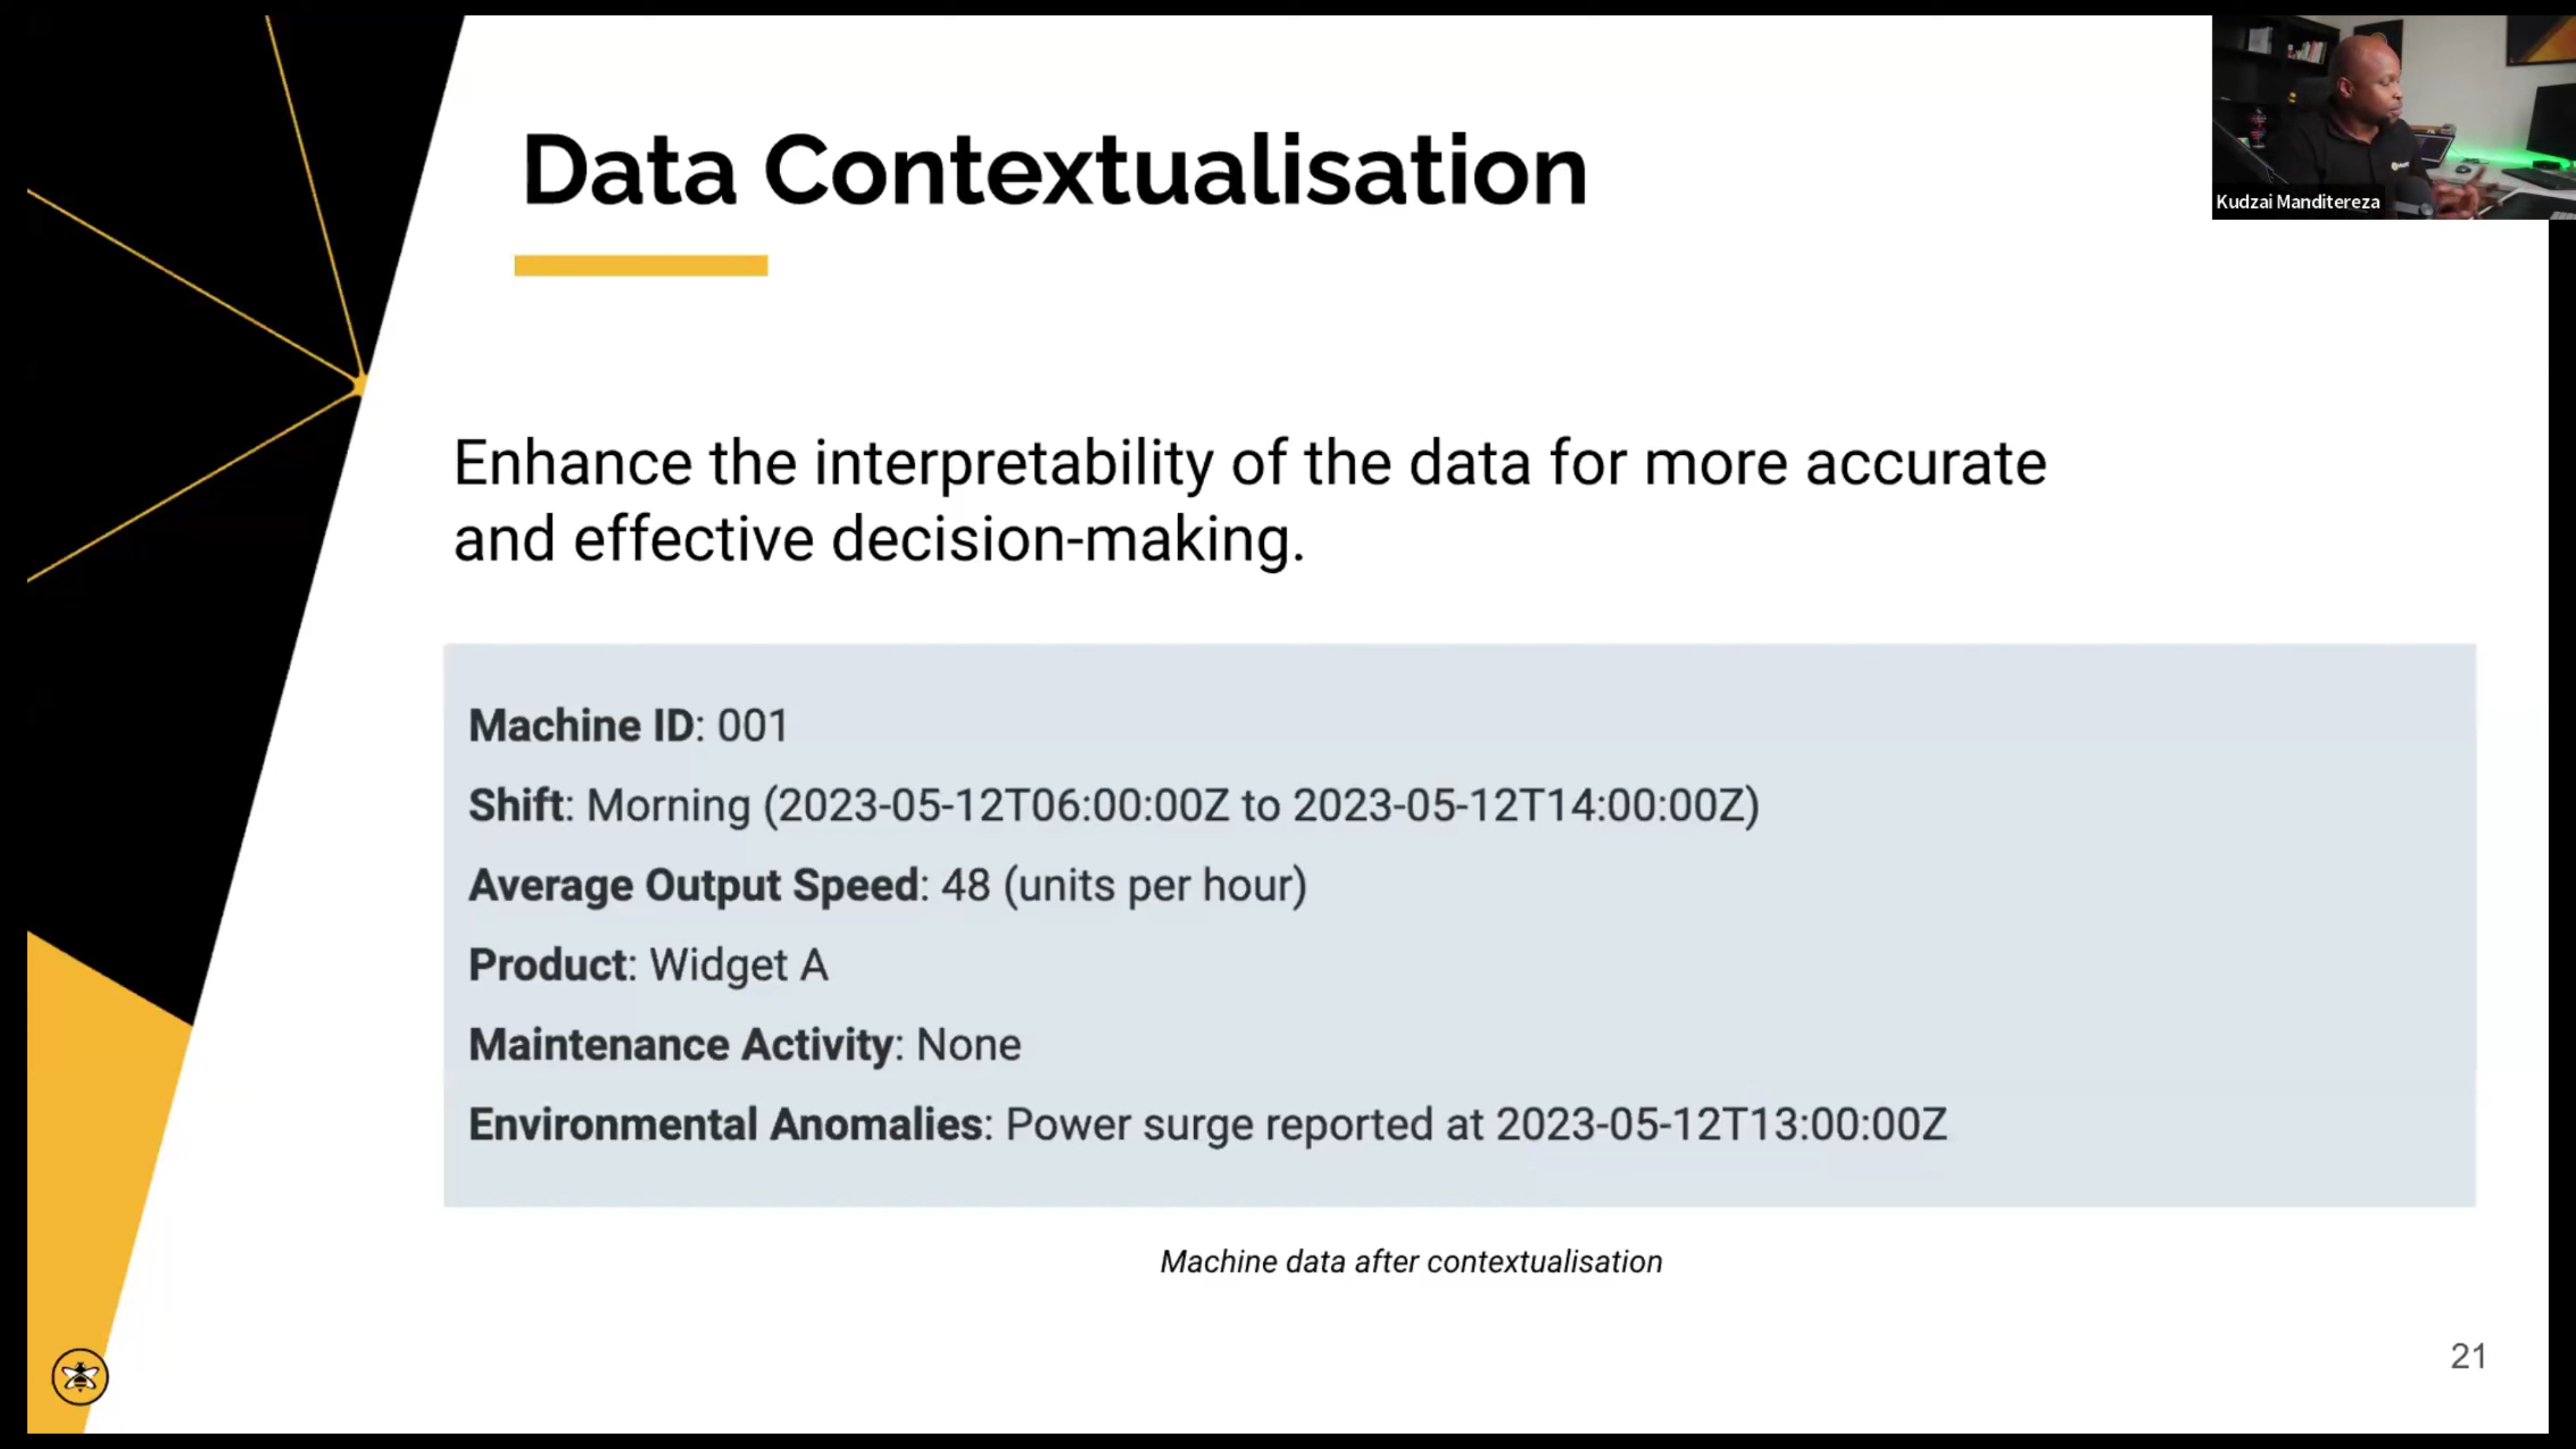 Data Contextualisation
Kudzai Manditereza
Enhance the interpretability of the data for more accurate
and effective decision-making.
Machine ID: 001
Shift: Morning (2023-05-12T06:00:00Z to 2023-05-12T14:00:00Z)
Average Output Speed: 48 (units per hour)
Product: Widget A
Maintenance Activity: None
Environmental Anomalies: Power surge reported at 2023-05-12T13:00:00Z
Machine data after contextualisation
21